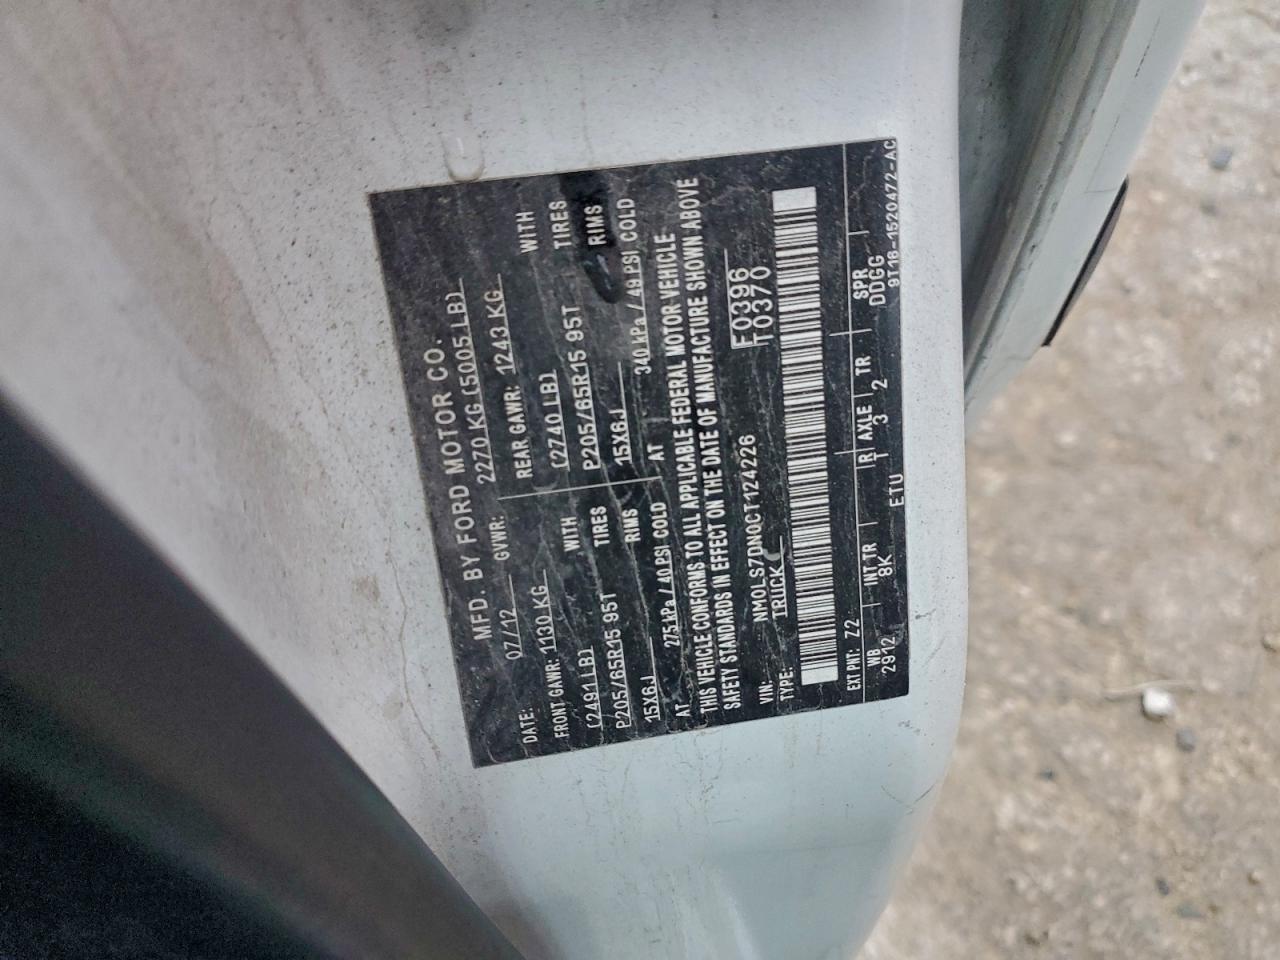 MFD. BY FORD MOTOR CO.
DATE: 07/12 GVWR: 2270 KG (5005 LB)
FRONT GAWR: 1130 KG REAR GAWR: 1243 KG
(2491 LB) WITH (2740 LB) WITH
P205/65R15 95T TIRES P205/65R15 95T TIRES
15X6J RIMS 15X6J RIMS
AT 275 kPa / 40 PSI COLD AT 340 kPa / 49 PSI COLD
THIS VEHICLE CONFORMS TO ALL APPLICABLE FEDERAL MOTOR VEHICLE
SAFETY STANDARDS IN EFFECT ON THE DATE OF MANUFACTURE SHOWN ABOVE
VIN: NM0LS7DN0CT124226 F0396
TYPE: TRUCK T0370
EXT PNT: Z2
WB INT TR R AXLE TR SPR
2912 8K 3 2 DDGG
ETU 9T16-1520472-AC